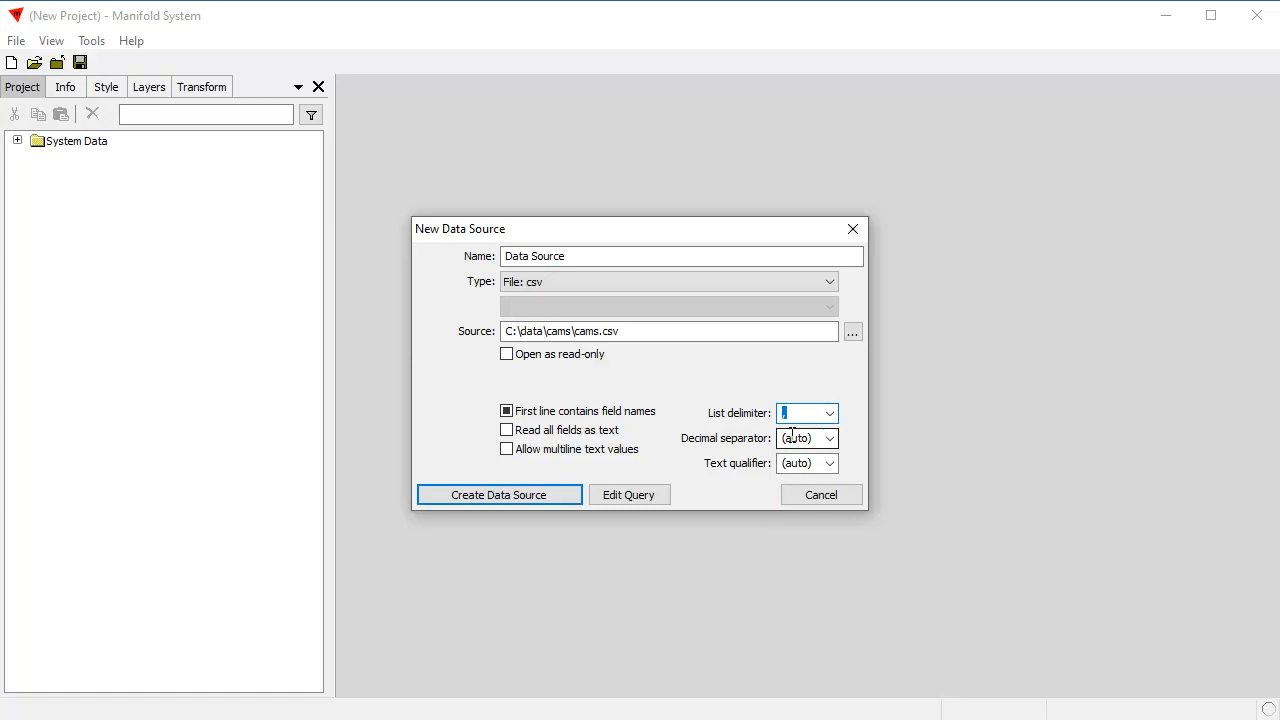 (New Project) - Manifold System
File View Tools Help
Project Info Style Layers Transform
System Data
New Data Source
Name: Data Source
Type: File: csv
Source: C:\data\cams\cams.csv
...
Open as read-only
First line contains field names
List delimiter: ,
Read all fields as text
Decimal separator: (auto)
Allow multiline text values
Text qualifier: (auto)
Create Data Source Edit Query Cancel